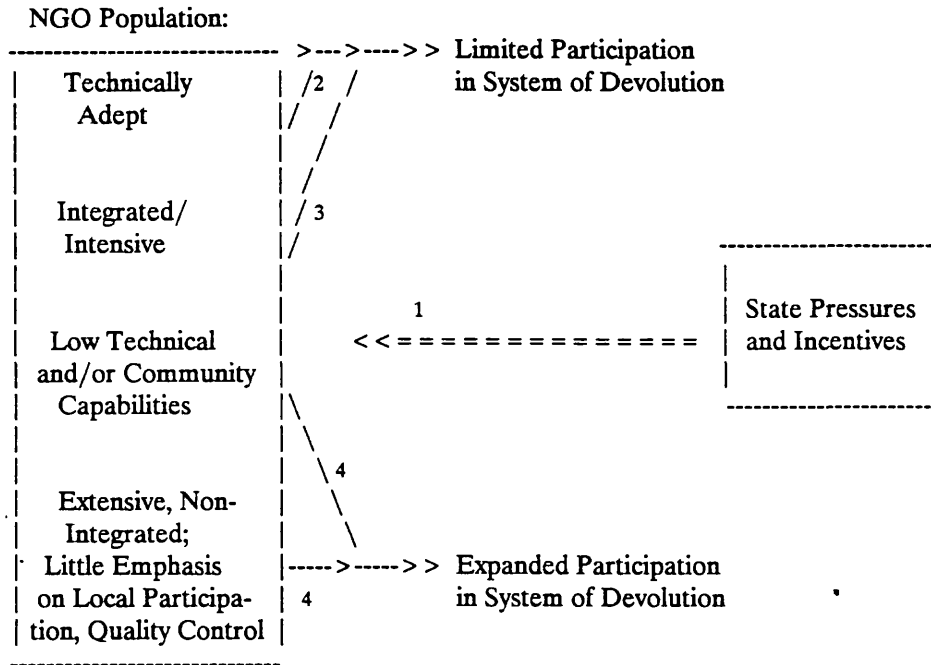 NGO Population:
Limited Participation
in System of Devolution
Technically
Adept
2
Integrated/
Intensive
3
1
State Pressures
and Incentives
Low Technical
and/or Community
Capabilities
4
Extensive, Non-
Integrated;
Little Emphasis
on Local Participa-
tion, Quality Control
4
Expanded Participation
in System of Devolution